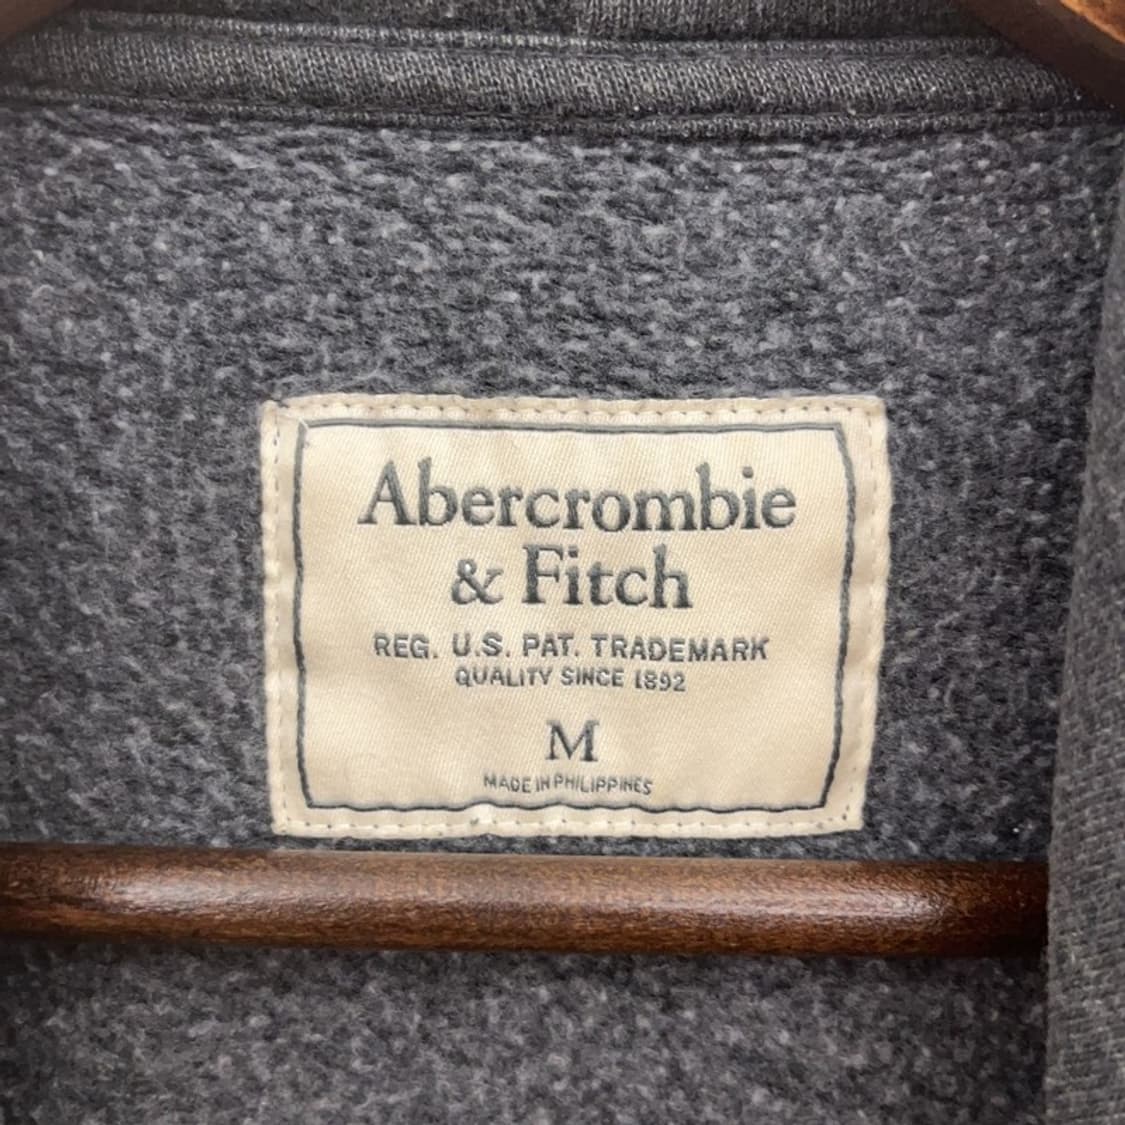 Abercrombie
& Fitch
REG. U.S. PAT. TRADEMARK
QUALITY SINCE 1892
M
MADE IN PHILIPPINES